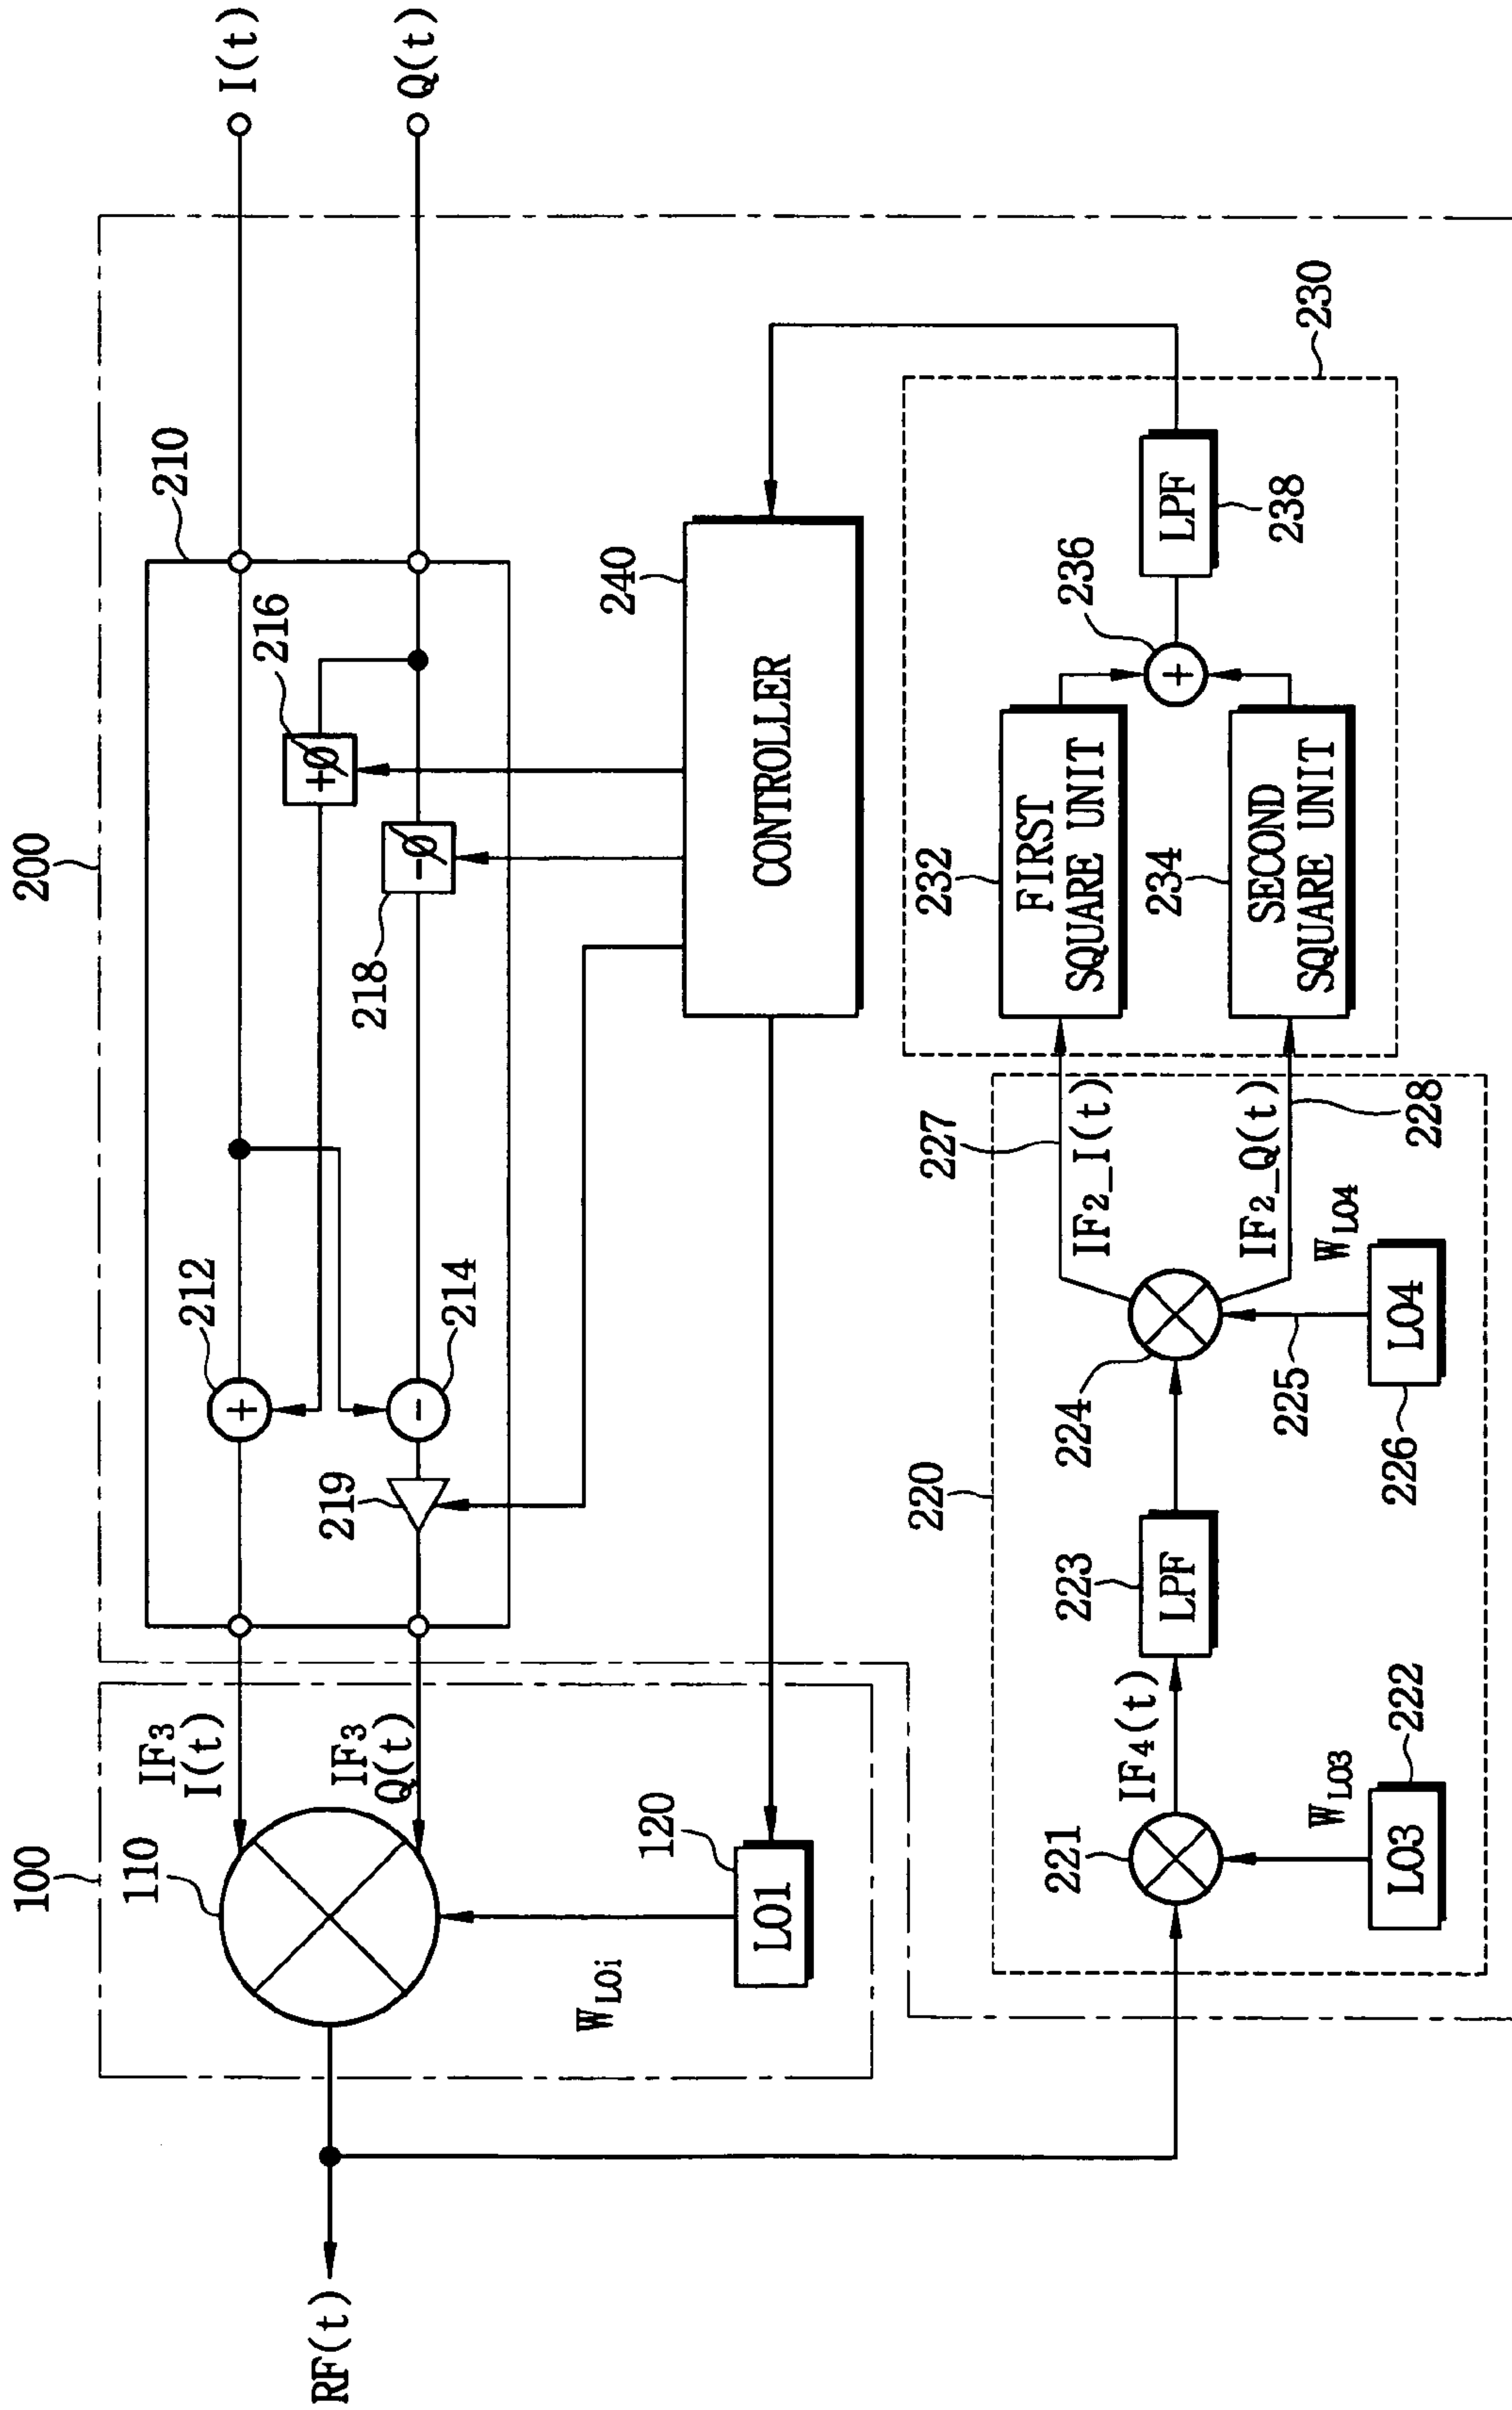 200
100
210
I(t)
Q(t)
216
+Ø
-Ø
218
212
+
214
-
219
IF3
I(t)
IF3
Q(t)
110
120
LO1
WLOi
RF(t)
240
CONTROLLER
230
232
FIRST
SQUARE UNIT
234
SECOND
SQUARE UNIT
236
+
LPF
238
220
227
IF2_I(t)
IF2_Q(t)
228
224
225
WLO4
LO4
226
223
LPF
IF4(t)
221
WLO3
LO3
222